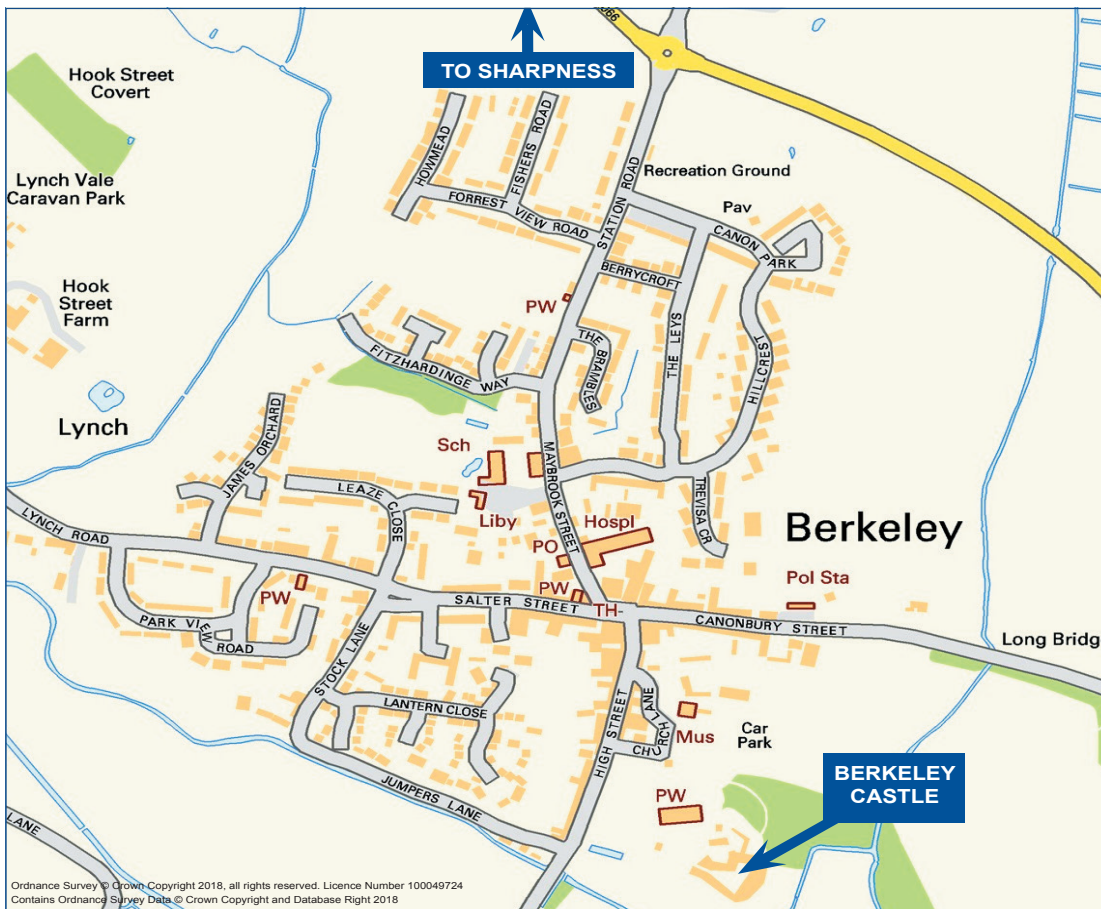 066
TO SHARPNESS
Hook Street
Covert
Lynch Vale
Caravan Park
HOWMEAD
FISHERS ROAD
STATION ROAD
Recreation Ground
FORREST VIEW ROAD
Pav
CANON PARK
BERRYCROFT
Hook
Street
Farm
PW
THE BRAMBLES
THE LEYS
HILLCREST
FITZHARDINGE WAY
Lynch
JAMES ORCHARD
Sch
MAYBROOK STREET
LEAZE CLOSE
TREVISA CR
LYNCH ROAD
Liby
Hospl
Berkeley
PO
Pol Sta
PW
PW
SALTER STREET
TH
CANONBURY STREET
PARK VIEW ROAD
Long Bridg
STOCK LANE
LANTERN CLOSE
HIGH STREET
CHURCH LANE
Mus
Car
Park
JUMPERS LANE
PW
BERKELEY
CASTLE
LANE
Ordnance Survey © Crown Copyright 2018, all rights reserved. Licence Number 100049724
Contains Ordnance Survey Data © Crown Copyright and Database Right 2018